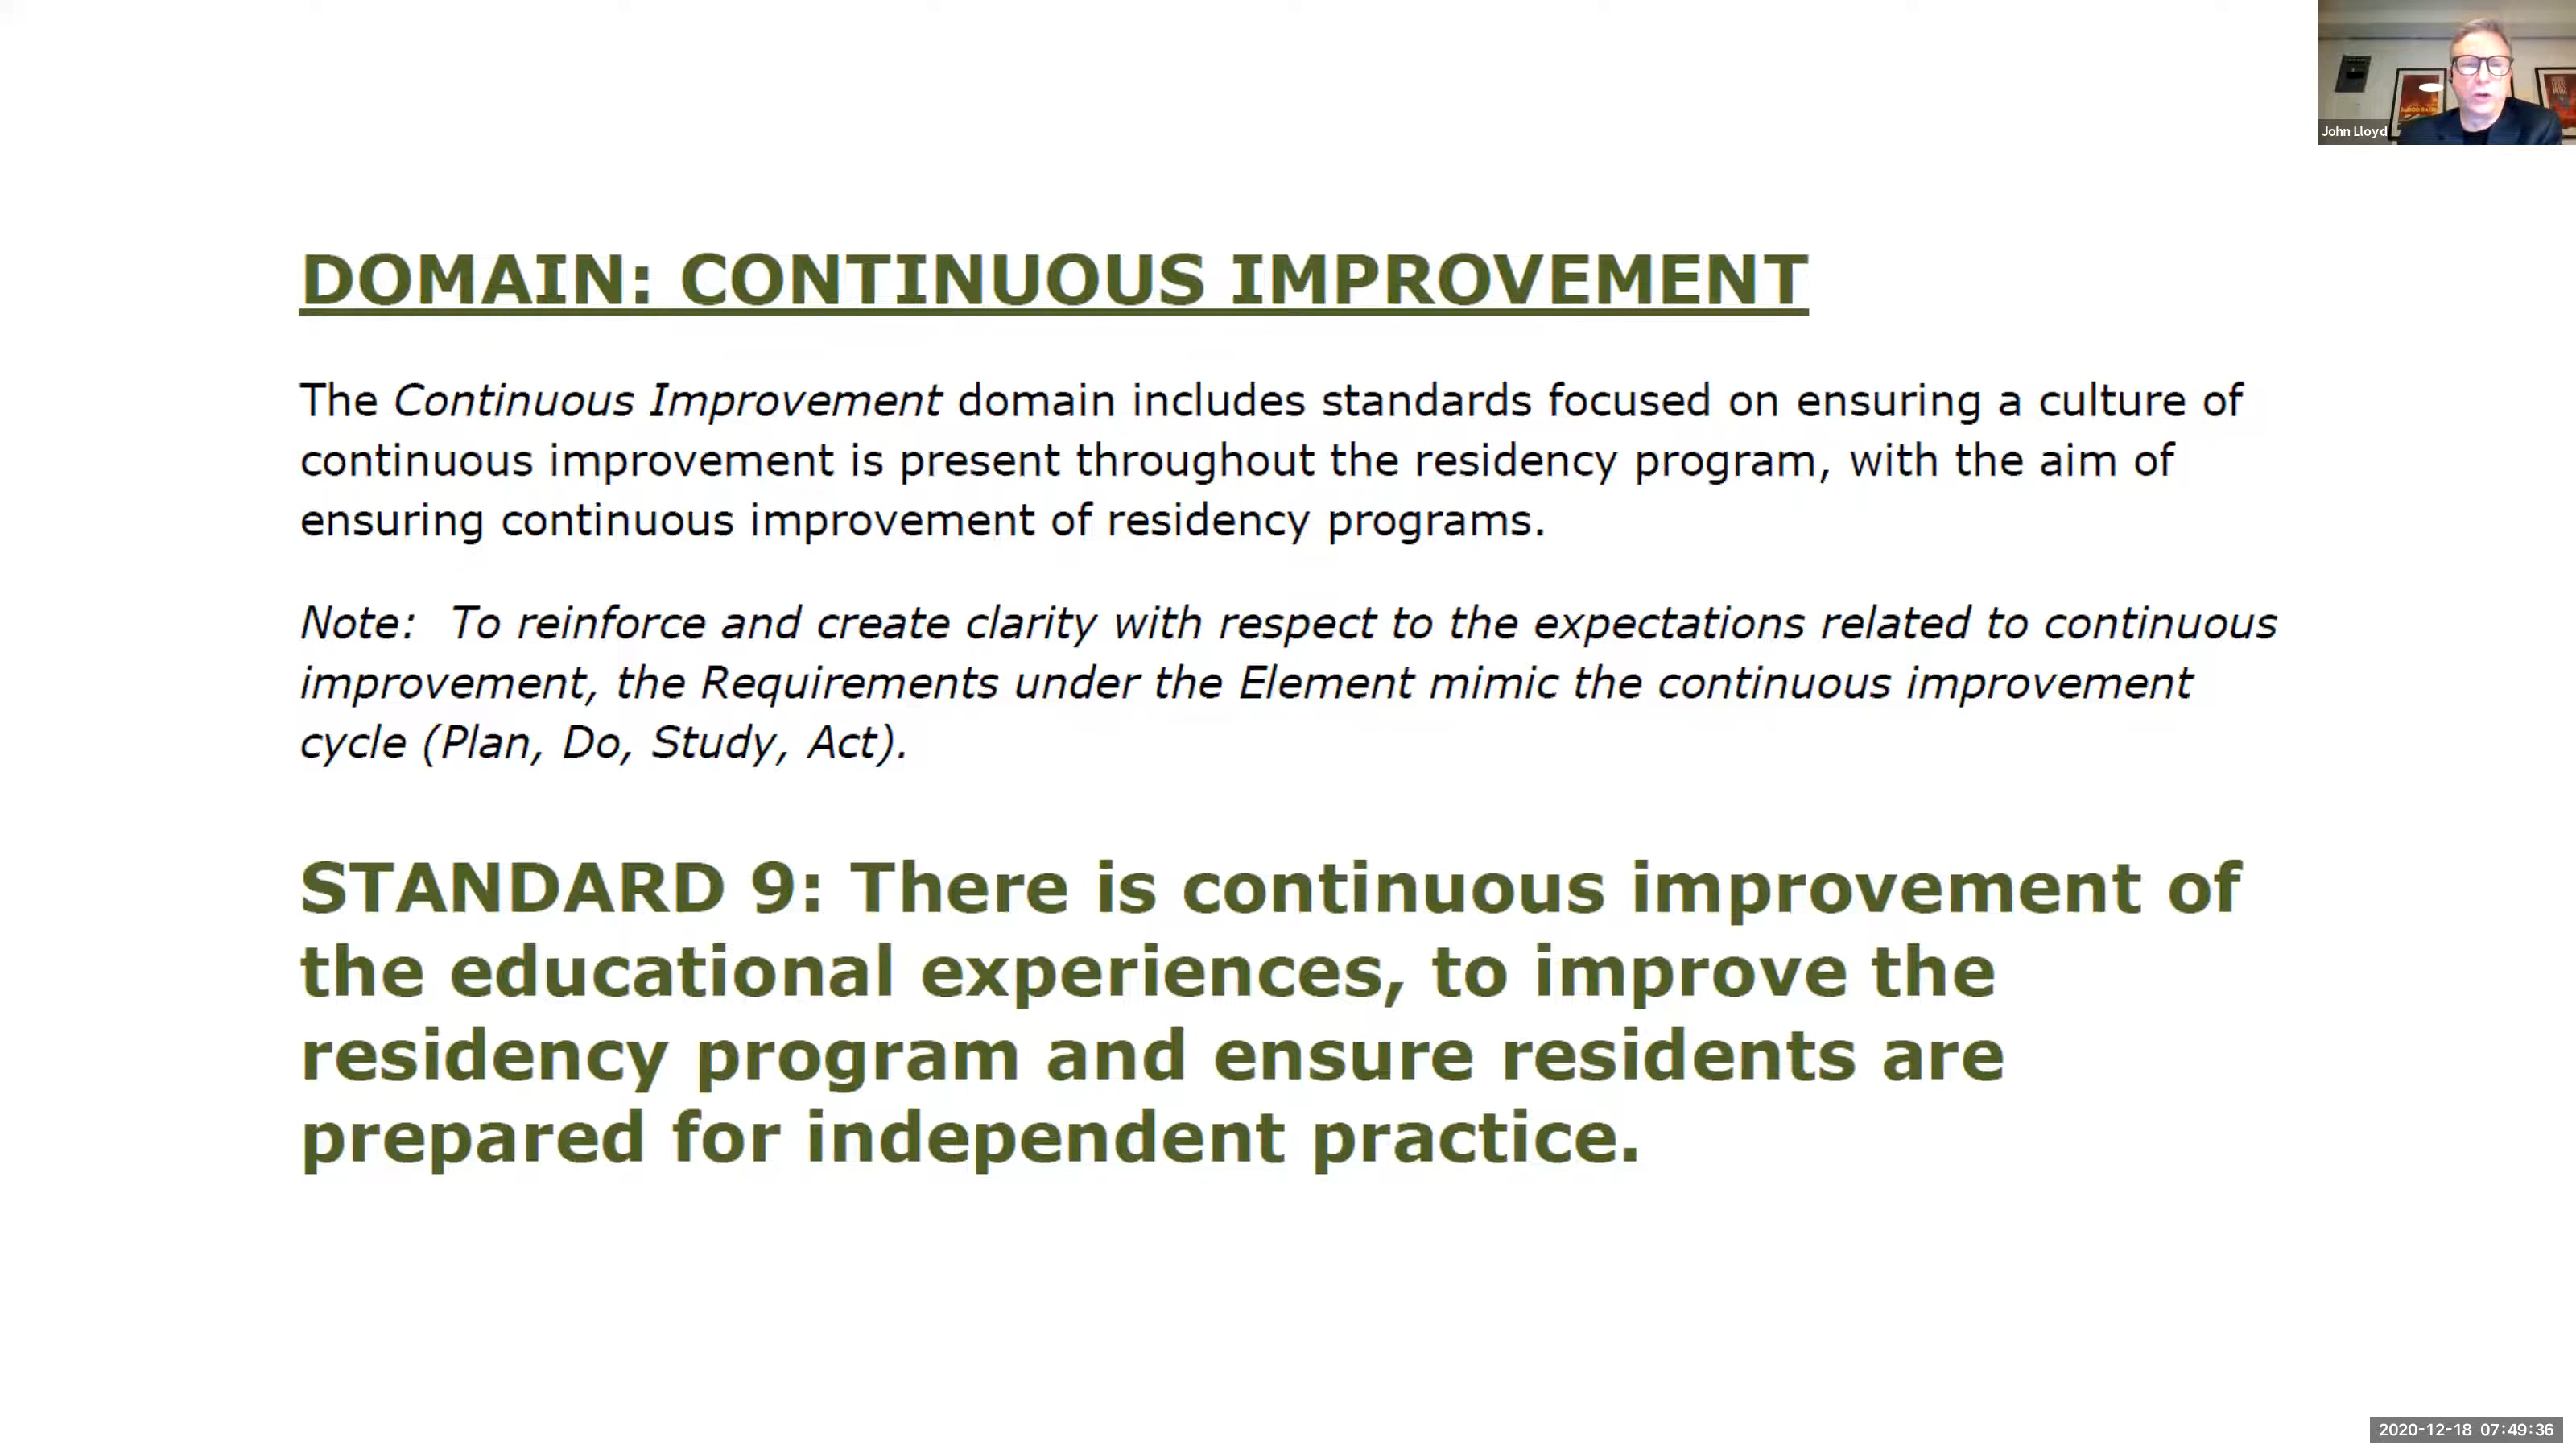 John Lloyd
DOMAIN: CONTINUOUS IMPROVEMENT
The Continuous Improvement domain includes standards focused on ensuring a culture of
continuous improvement is present throughout the residency program, with the aim of
ensuring continuous improvement of residency programs.
Note: To reinforce and create clarity with respect to the expectations related to continuous
improvement, the Requirements under the Element mimic the continuous improvement
cycle (Plan, Do, Study, Act).
STANDARD 9: There is continuous improvement of
the educational experiences, to improve the
residency program and ensure residents are
prepared for independent practice.
2020-12-18 07:49:36